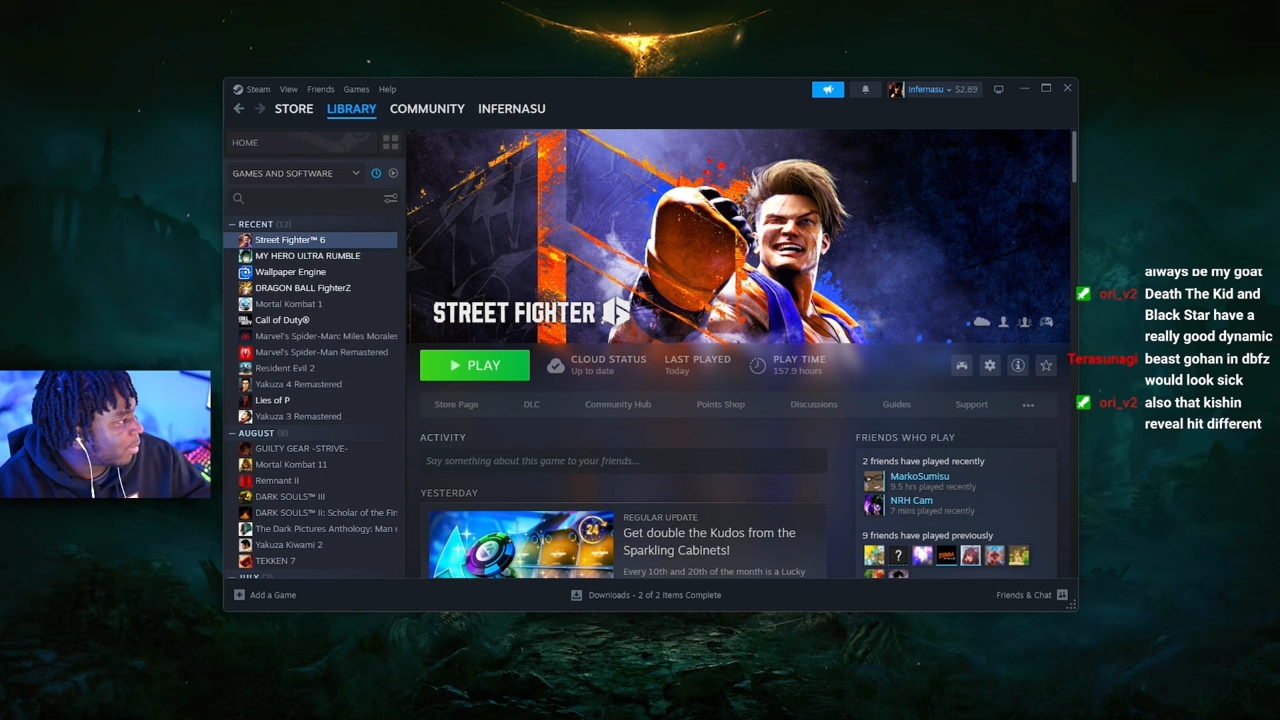 Steam View Friends Games Help
Infernasu $2.89
STORE LIBRARY COMMUNITY INFERNASU
HOME
GAMES AND SOFTWARE
RECENT (12)
Street Fighter™ 6
MY HERO ULTRA RUMBLE
Wallpaper Engine
DRAGON BALL FighterZ
Mortal Kombat 1
Call of Duty®
Marvel's Spider-Man: Miles Morales
Marvel's Spider-Man Remastered
Resident Evil 2
Yakuza 4 Remastered
Lies of P
Yakuza 3 Remastered
AUGUST (8)
GUILTY GEAR -STRIVE-
Mortal Kombat 11
Remnant II
DARK SOULS™ III
DARK SOULS™ II: Scholar of the Fir
The Dark Pictures Anthology: Man
Yakuza Kiwami 2
TEKKEN 7
STREET FIGHTER™ 6
PLAY
CLOUD STATUS
Up to date
LAST PLAYED
Today
PLAY TIME
157.9 hours
Store Page DLC Community Hub Points Shop Discussions Guides Support
ACTIVITY
Say something about this game to your friends...
YESTERDAY
24
REGULAR UPDATE
Get double the Kudos from the
Sparkling Cabinets!
Every 10th and 20th of the month is a Lucky
FRIENDS WHO PLAY
2 friends have played recently
MarkoSumisu
9.5 hrs played recently
NRH Cam
7 mins played recently
9 friends have played previously
Add a Game
Downloads - 2 of 2 Items Complete
Friends & Chat
always be my goat
ori_v2 Death The Kid and
Black Star have a
really good dynamic
Terasunagi beast gohan in dbfz
would look sick
ori_v2 also that kishin
reveal hit different